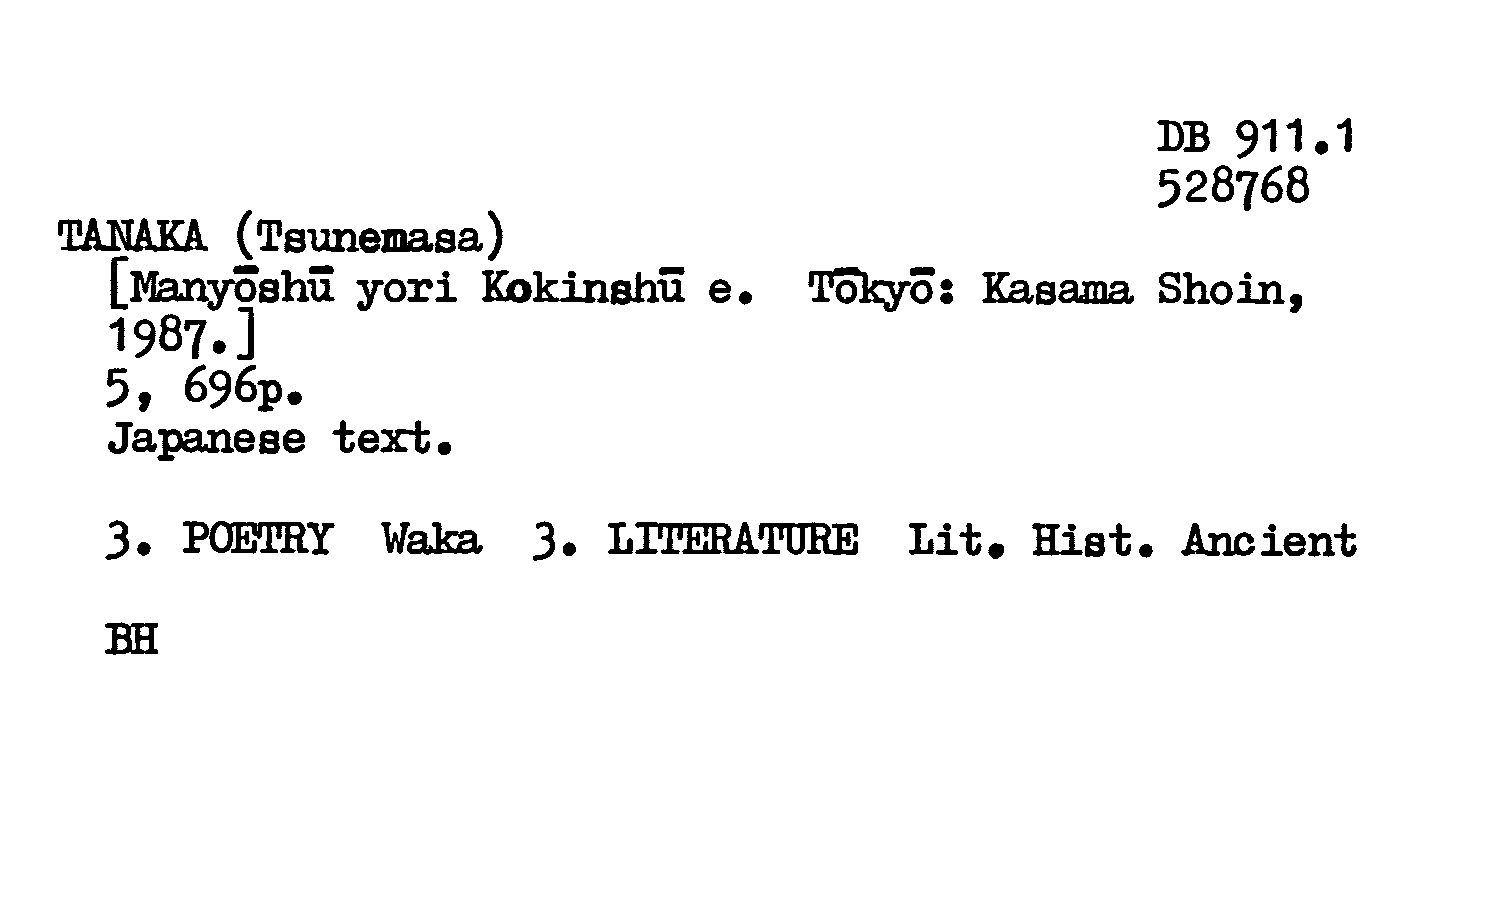 DB 911.1
528768
TANAKA (Tsunemasa)
[Manyōshū yori Kokinshū e. Tōkyō: Kasama Shoin,
1987.]
5, 696p.
Japanese text.
3. POETRY Waka 3. LITERATURE Lit. Hist. Ancient
BH